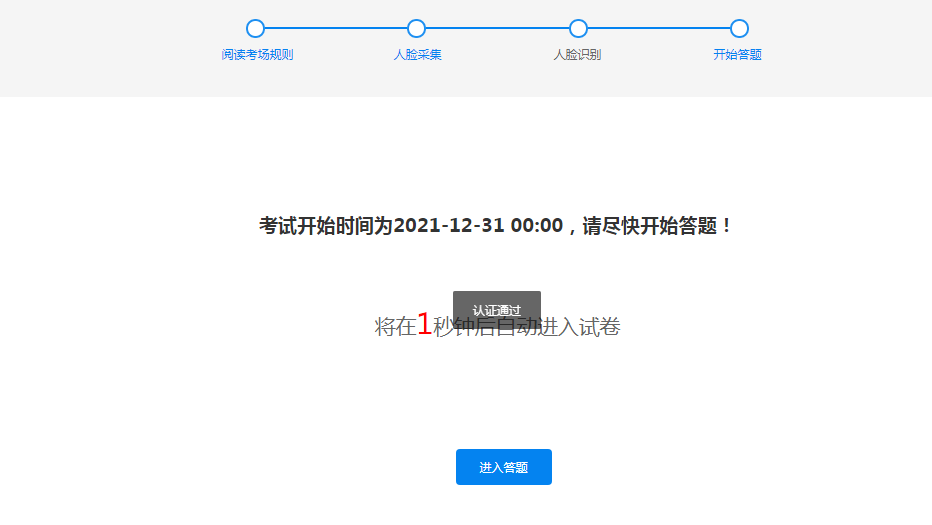 阅读考场规则 人脸采集 人脸识别 开始答题
考试开始时间为2021-12-31 00:00，请尽快开始答题！
认证通过
将在1秒钟后自动进入试卷
进入答题